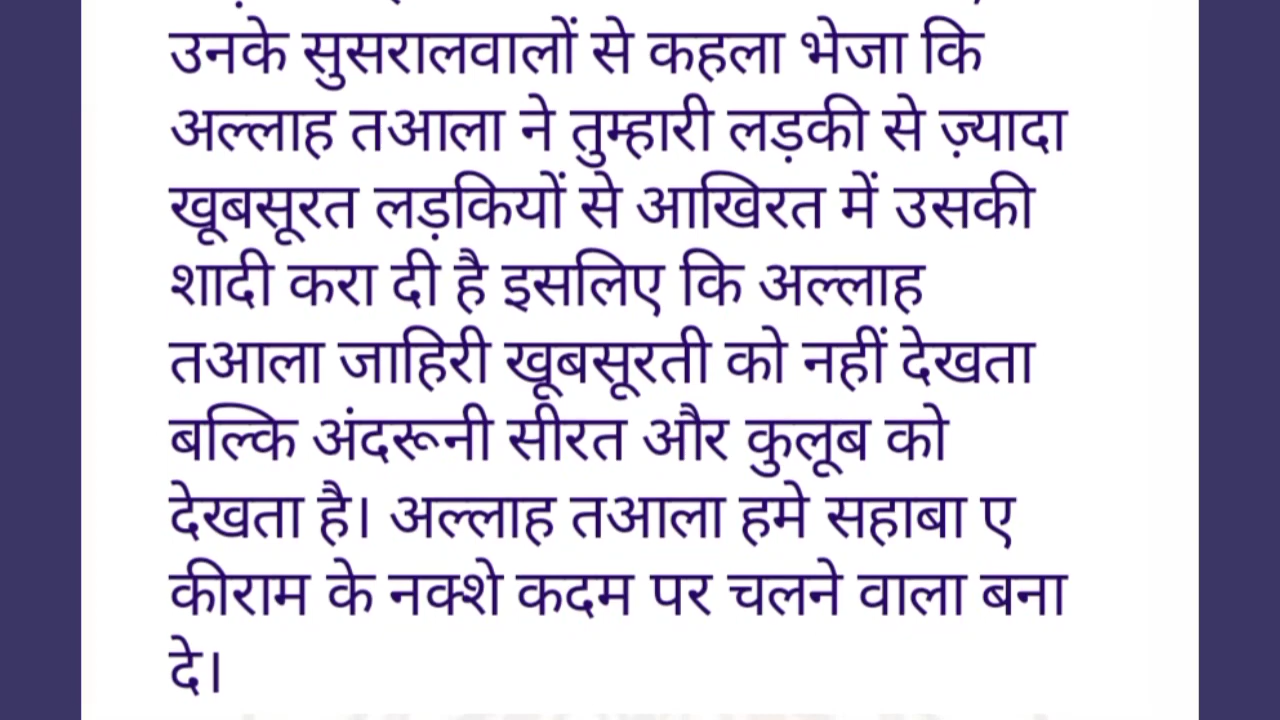 उनके सुसरालवालों से कहला भेजा कि
अल्लाह तआला ने तुम्हारी लड़की से ज़्यादा
खूबसूरत लड़कियों से आखिरत में उसकी
शादी करा दी है इसलिए कि अल्लाह
तआला जाहिरी खूबसूरती को नहीं देखता
बल्कि अंदरूनी सीरत और कुलूब को
देखता है। अल्लाह तआला हमे सहाबा ए
कीराम के नक्शे कदम पर चलने वाला बना
दे।